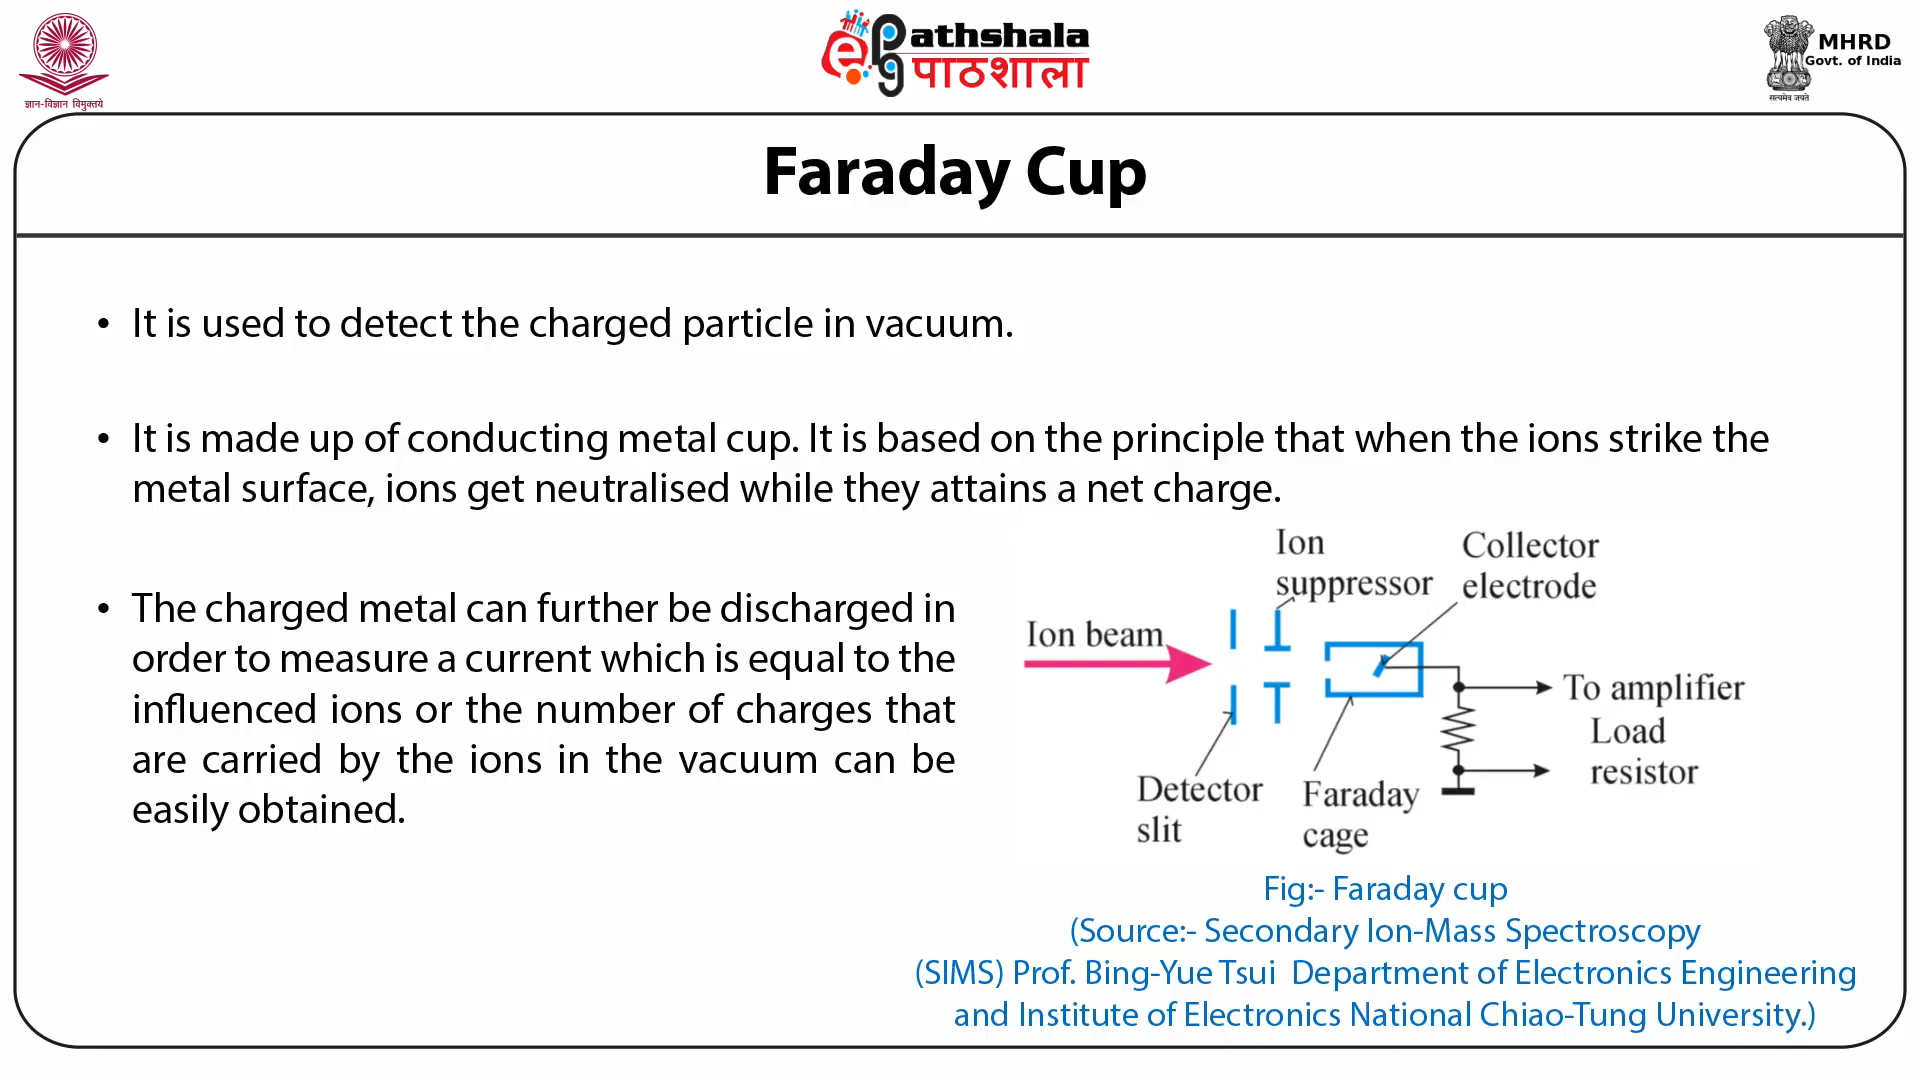 ज्ञान-विज्ञान विमुक्तये
ePathshala
पाठशाला
MHRD
Govt. of India
सत्यमेव जयते
Faraday Cup
• It is used to detect the charged particle in vacuum.
• It is made up of conducting metal cup. It is based on the principle that when the ions strike the
metal surface, ions get neutralised while they attains a net charge.
• The charged metal can further be discharged in
order to measure a current which is equal to the
influenced ions or the number of charges that
are carried by the ions in the vacuum can be
easily obtained.
Ion
suppressor
Collector
electrode
Ion beam
To amplifier
Load
resistor
Detector
slit
Faraday
cage
Fig:- Faraday cup
(Source:- Secondary Ion-Mass Spectroscopy
(SIMS) Prof. Bing-Yue Tsui Department of Electronics Engineering
and Institute of Electronics National Chiao-Tung University.)